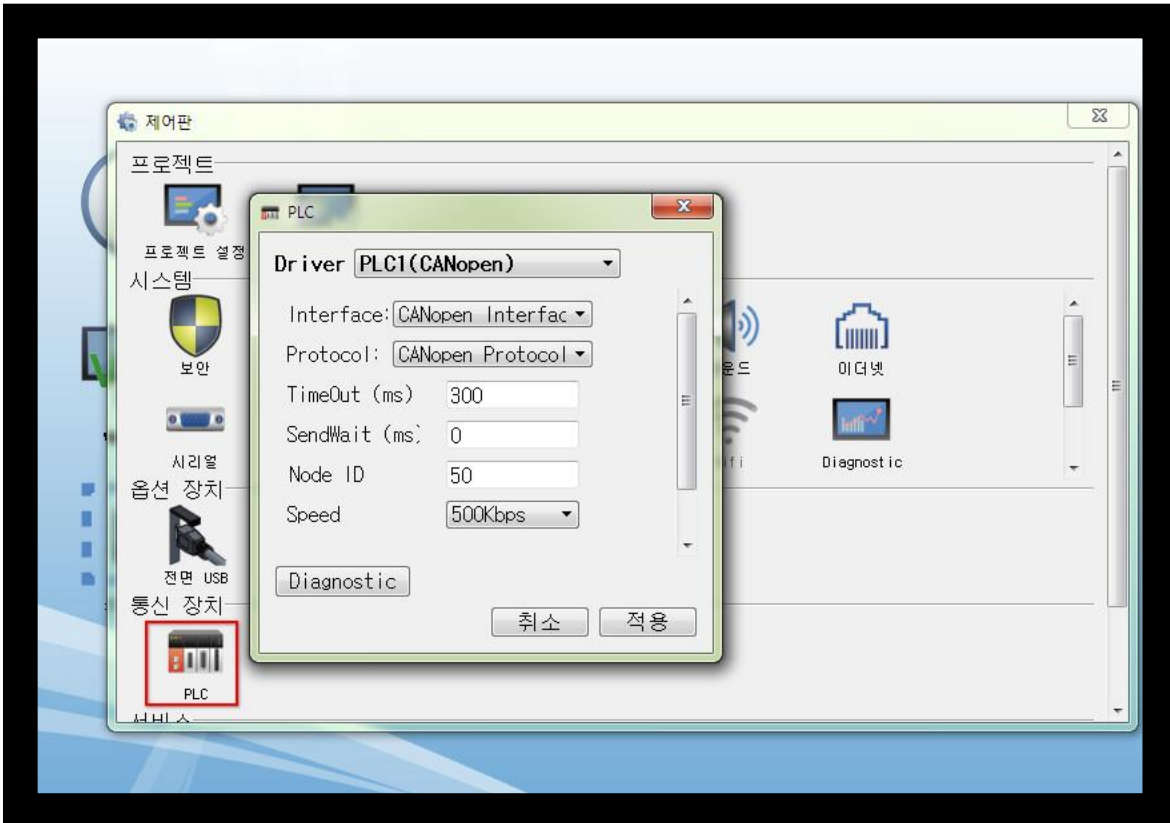 제어판
프로젝트
프로젝트 설정
시스템
보안
이더넷
시리얼
Diagnostic
옵션 장치
전면 USB
통신 장치
PLC
서비스
PLC
Driver PLC1(CANopen)
Interface: CANopen Interfac
Protocol: CANopen Protocol
TimeOut (ms) 300
SendWait (ms) 0
Node ID 50
Speed 500Kbps
Diagnostic
취소 적용